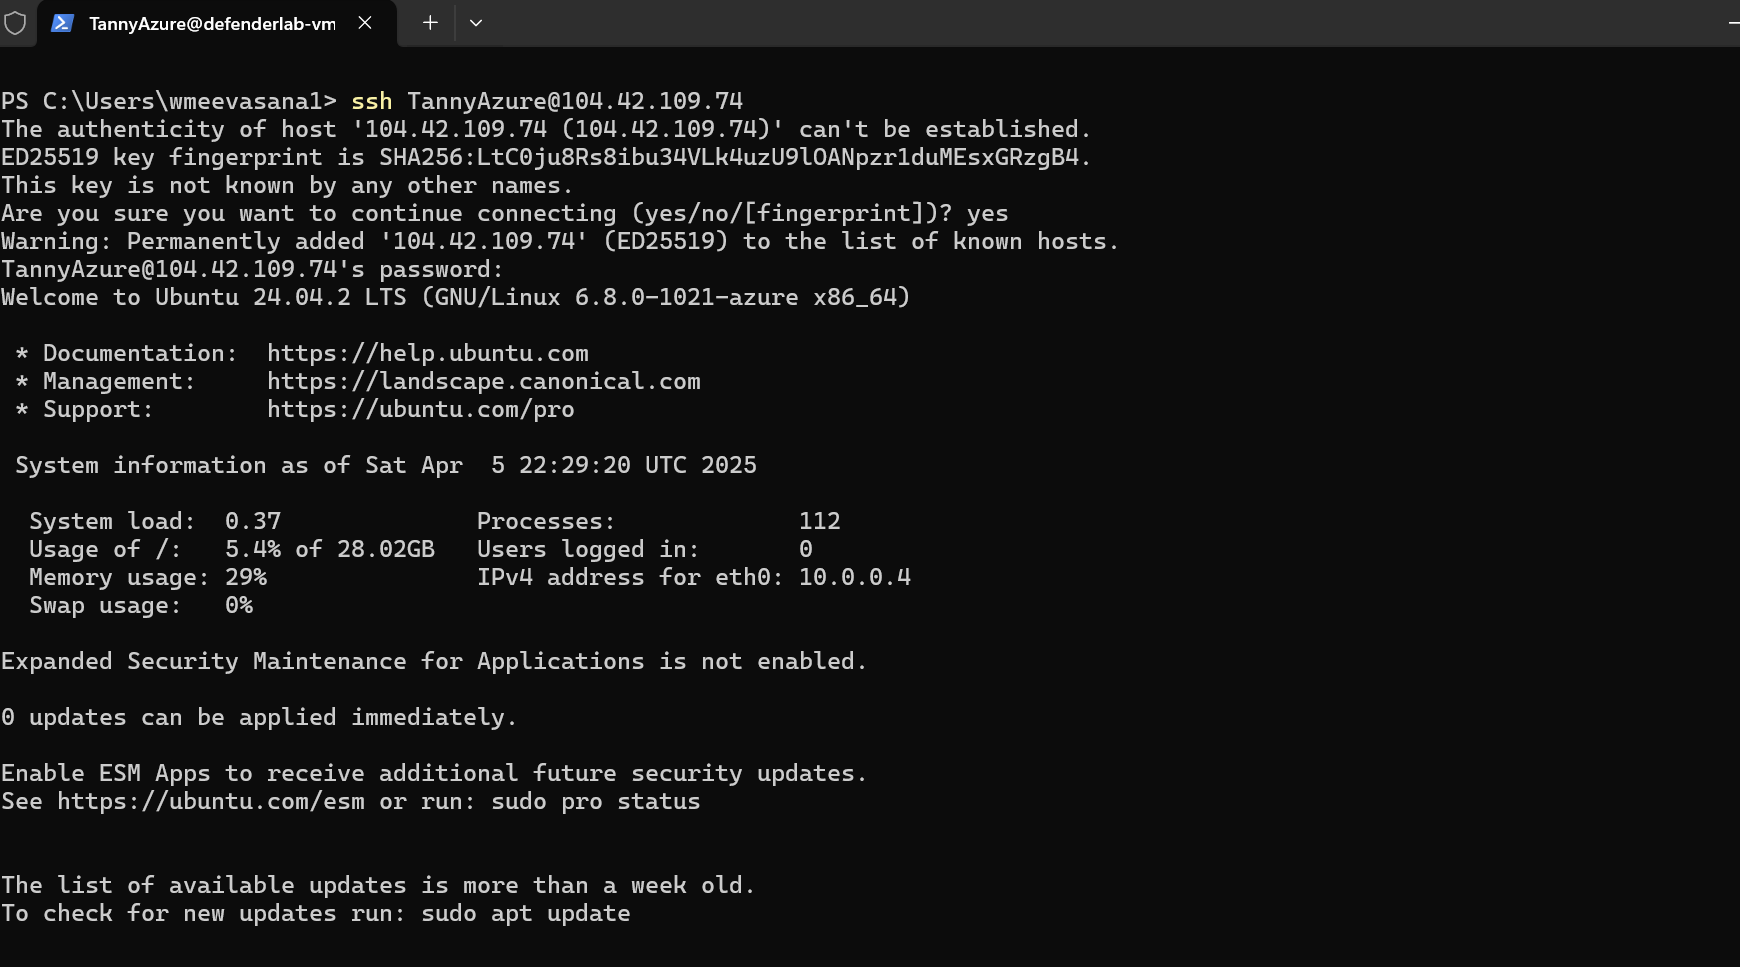 TannyAzure@defenderlab-vm
PS C:\Users\wmeevasana1> ssh TannyAzure@104.42.109.74
The authenticity of host '104.42.109.74 (104.42.109.74)' can't be established.
ED25519 key fingerprint is SHA256:LtC0ju8Rs8ibu34VLk4uzU9lOANpzr1duMEsxGRzgB4.
This key is not known by any other names.
Are you sure you want to continue connecting (yes/no/[fingerprint])? yes
Warning: Permanently added '104.42.109.74' (ED25519) to the list of known hosts.
TannyAzure@104.42.109.74's password:
Welcome to Ubuntu 24.04.2 LTS (GNU/Linux 6.8.0-1021-azure x86_64)
* Documentation:  https://help.ubuntu.com
* Management:     https://landscape.canonical.com
* Support:        https://ubuntu.com/pro
System information as of Sat Apr  5 22:29:20 UTC 2025
System load:  0.37              Processes:             112
Usage of /:   5.4% of 28.02GB   Users logged in:       0
Memory usage: 29%               IPv4 address for eth0: 10.0.0.4
Swap usage:   0%
Expanded Security Maintenance for Applications is not enabled.
0 updates can be applied immediately.
Enable ESM Apps to receive additional future security updates.
See https://ubuntu.com/esm or run: sudo pro status
The list of available updates is more than a week old.
To check for new updates run: sudo apt update